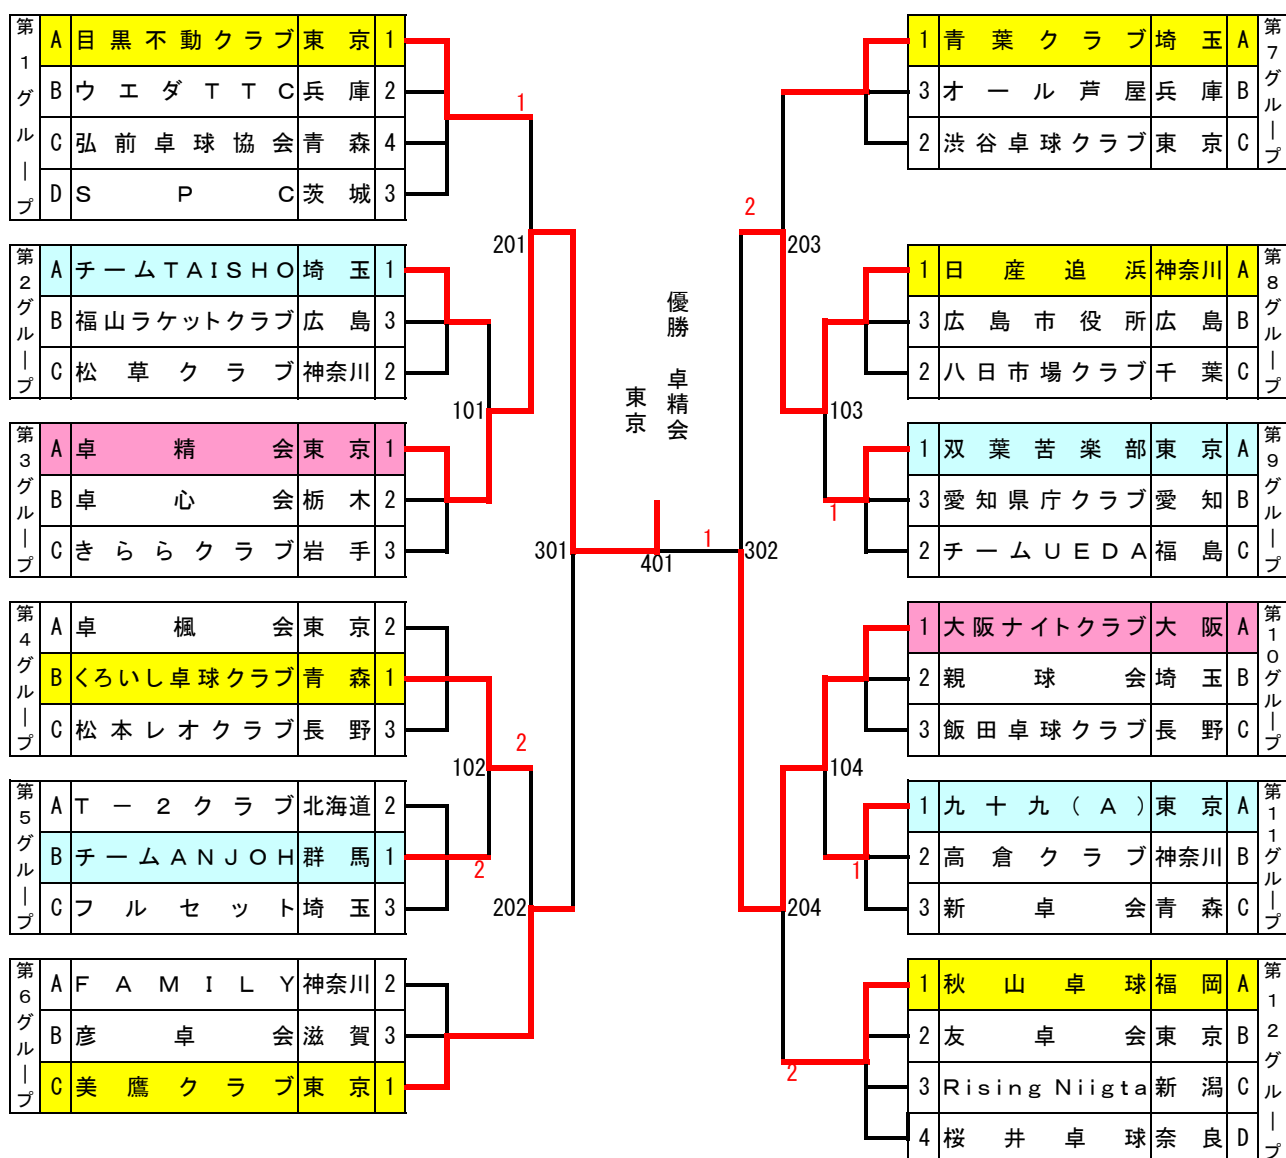 第1グループ
A 目黒不動クラブ 東京 1
B ウエダTTC 兵庫 2
C 弘前卓球協会 青森 4
D SPC 茨城 3
1
201
第2グループ
A チームTAISHO 埼玉 1
B 福山ラケットクラブ 広島 3
C 松草クラブ 神奈川 2
101
第3グループ
A 卓精会 東京 1
B 卓心会 栃木 2
C きららクラブ 岩手 3
301
第4グループ
A 卓楓会 東京 2
B くろいし卓球クラブ 青森 1
C 松本レオクラブ 長野 3
2
102
第5グループ
A T-2クラブ 北海道 2
B チームANJOH 群馬 1
C フルセット 埼玉 3
2
202
第6グループ
A FAMILY 神奈川 2
B 彦卓会 滋賀 3
C 美鷹クラブ 東京 1
優勝 卓精会
東京
401
1
302
第7グループ
1 青葉クラブ 埼玉 A
3 オール芦屋 兵庫 B
2 渋谷卓球クラブ 東京 C
2
203
第8グループ
1 日産追浜 神奈川 A
3 広島市役所 広島 B
2 八日市場クラブ 千葉 C
103
第9グループ
1 双葉苦楽部 東京 A
3 愛知県庁クラブ 愛知 B
2 チームUEDA 福島 C
1
第10グループ
1 大阪ナイトクラブ 大阪 A
2 親球会 埼玉 B
3 飯田卓球クラブ 長野 C
104
第11グループ
1 九十九(A) 東京 A
2 高倉クラブ 神奈川 B
3 新卓会 青森 C
1
204
第12グループ
1 秋山卓球 福岡 A
2 友卓会 東京 B
3 Rising Niigta 新潟 C
4 桜井卓球 奈良 D
2